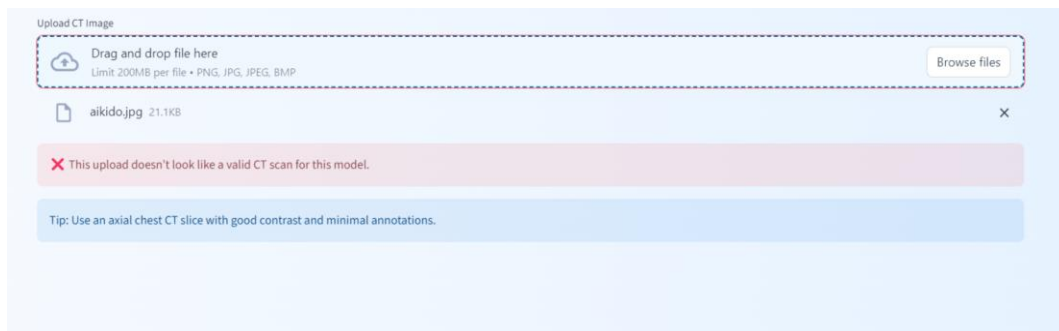 Upload CT Image
Drag and drop file here
Limit 200MB per file • PNG, JPG, JPEG, BMP
Browse files
aikido.jpg 21.1KB
❌ This upload doesn't look like a valid CT scan for this model.
Tip: Use an axial chest CT slice with good contrast and minimal annotations.